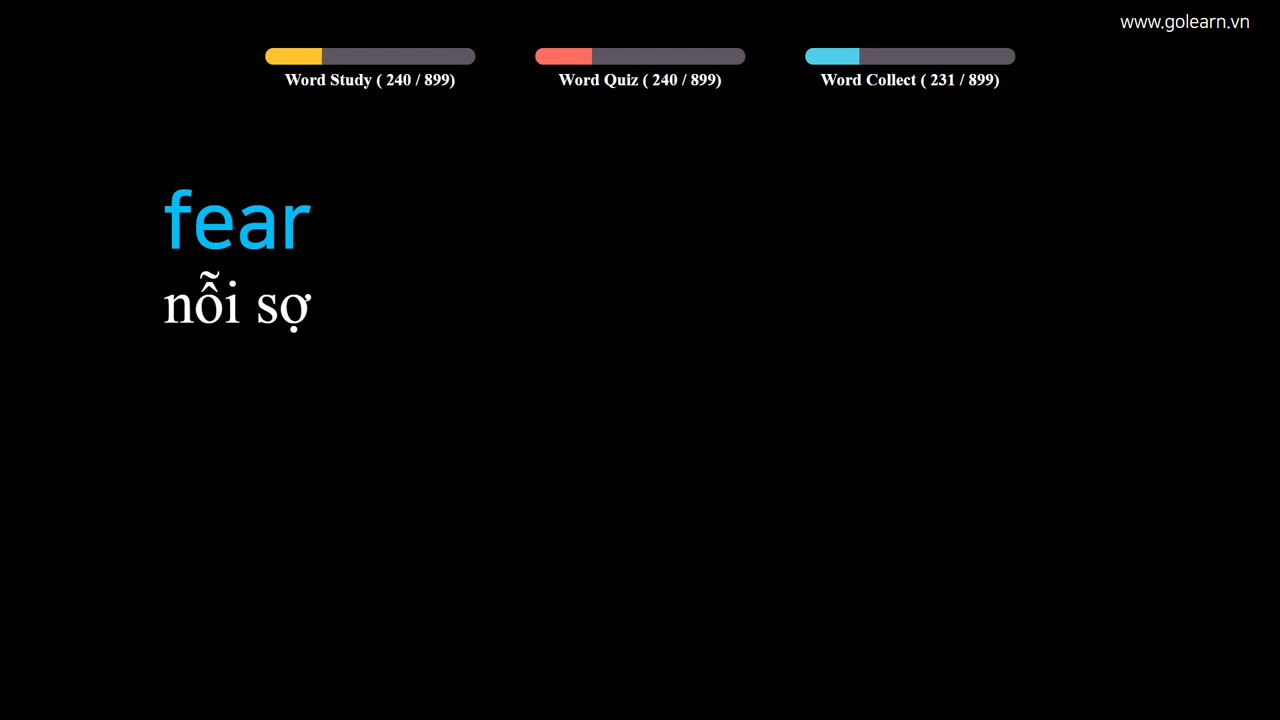 www.golearn.vn
Word Study ( 240 / 899)
Word Quiz ( 240 / 899)
Word Collect ( 231 / 899)
fear
nỗi sợ